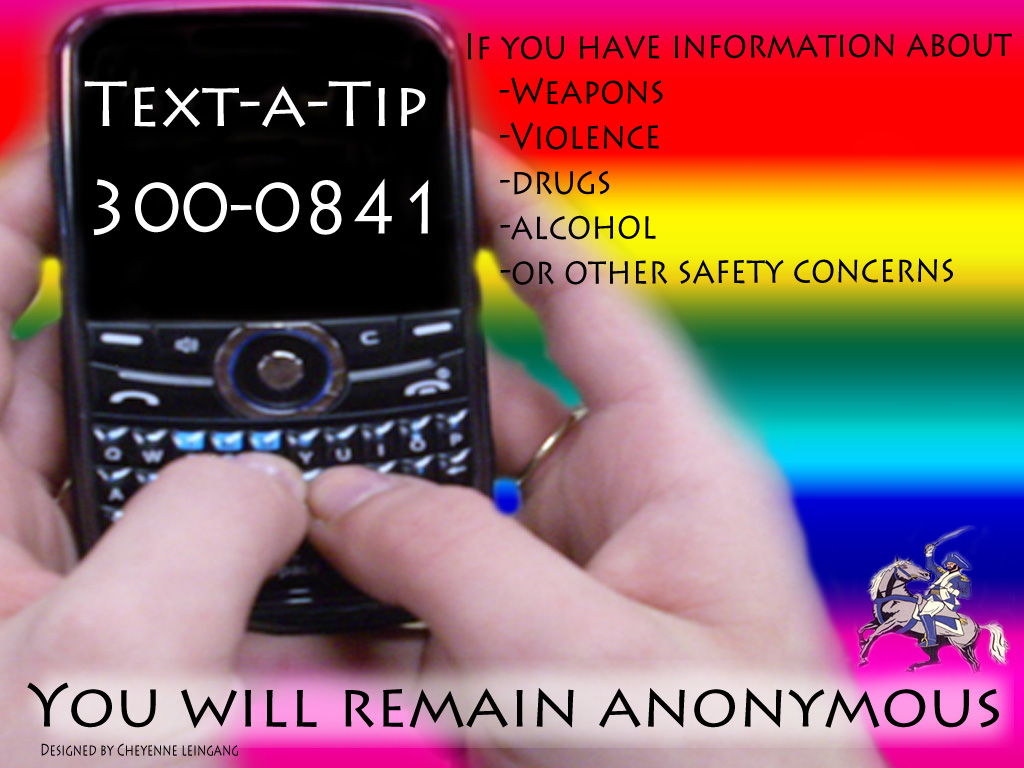 Text-a-Tip
300-0841
If you have information about
-Weapons
-Violence
-drugs
-alcohol
-or other safety concerns
C
Q W Y U I O P
A
space
You will remain anonymous
Designed by Cheyenne leingang